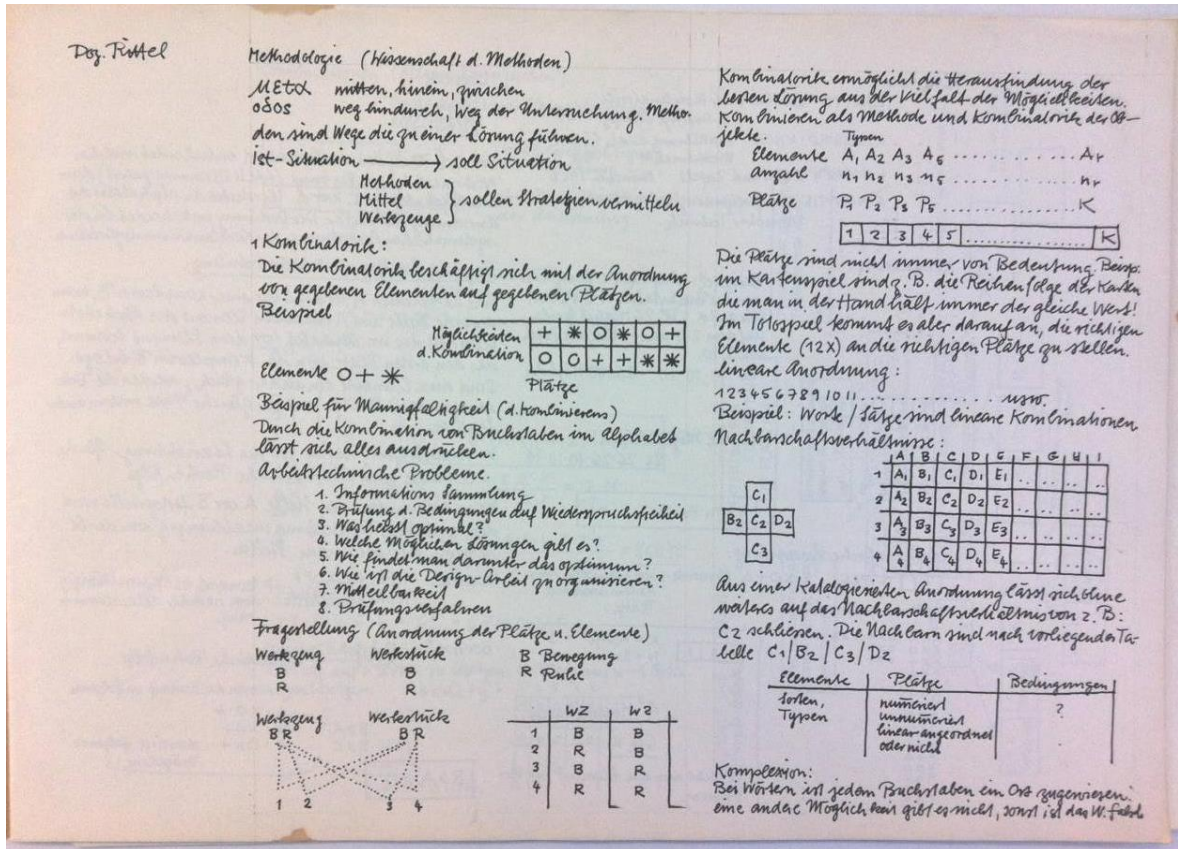 Doz. Rittel
Methodologie (Wissenschaft d. Methoden)
μετα mitten, hinein, zwischen
οδος weg hindurch, Weg der Untersuchung. Metho-
den sind Wege die zu einer Lösung führen.
ist-Situation ⟶ soll Situation
Methoden
Mittel } sollen Strategien vermitteln
Werkzeuge
1 Kombinatorik:
Die Kombinatorik beschäftigt sich mit der Anordnung
von gegebenen Elementen auf gegebenen Plätzen.
Beispiel
Möglichkeiten + * O * O +
d. Kombination O O + + * *
Elemente O + *
Plätze
Beispiel für Mannigfaltigkeit (d. Kombinierens)
Durch die Kombination von Buchstaben im Alphabet
lässt sich alles ausdrücken.
Arbeitstechnische Probleme.
1. Informations Sammlung
2. Prüfung d. Bedingungen auf Wiederspruchsfreiheit
3. Was heisst optimal?
4. Welche Möglichen Lösungen gibt es?
5. Wie findet man darunter das optimum?
6. Wie ist die Design-Arbeit zu organisieren?
7. Mitteilbarkeit
8. Prüfungsverfahren
Fragestellung (Anordnung der Plätze u. Elemente)
Werkzeug Werkstück B Bewegung
B B R Ruhe
R R
Werkzeug Werkstück
B R B R
1 2 3 4
WZ WS
1 B B
2 R B
3 B R
4 R R
Kombinatorik ermöglicht die Herausfindung der
besten Lösung aus der Vielfalt der Möglichkeiten.
Kombinieren als Methode und Kombinatorik der Ob-
jekte. Typen
Elemente A1 A2 A3 A5 .......... Ar
anzahl n1 n2 n3 n5 .......... nr
Plätze P1 P2 P3 P5 .......... K
1 2 3 4 5 .......... K
Die Plätze sind nicht immer von Bedeutung. Beisp.
im Kartenspiel sind z. B. die Reihenfolge der Karten
die man in der Hand hält immer der gleiche Wert!
Im Totospiel kommt es aber darauf an, die richtigen
Elemente (12x) an die richtigen Plätze zu stellen.
lineare Anordnung:
1 2 3 4 5 6 7 8 9 10 11 .......... usw.
Beispiel: Worte / Sätze sind lineare Kombinationen
Nachbarschaftsverhältnisse:
A B C D E F G H I
1 A1 B1 C1 D1 E1 .. .. .. ..
2 A2 B2 C2 D2 E2 .. .. .. ..
3 A3 B3 C3 D3 E3 .. .. .. ..
4 A4 B4 C4 D4 E4 .. .. .. ..
C1
B2 C2 D2
C3
Aus einer Katalogisierten Anordnung lässt sich ohne
weiteres auf das Nachbarschaftsverhältnis von z. B:
C2 schliessen. Die Nachbarn sind nach vorliegender Ta-
belle C1/B2/C3/D2
Elemente Plätze Bedingungen
Sorten, numeriert ?
Typen unnumeriert
linear angeordnet
oder nicht
Komplexion:
Bei Wörtern ist jedem Buchstaben ein Ort zugewiesen.
eine andere Möglichkeit gibt es nicht, sonst ist das W. falsch